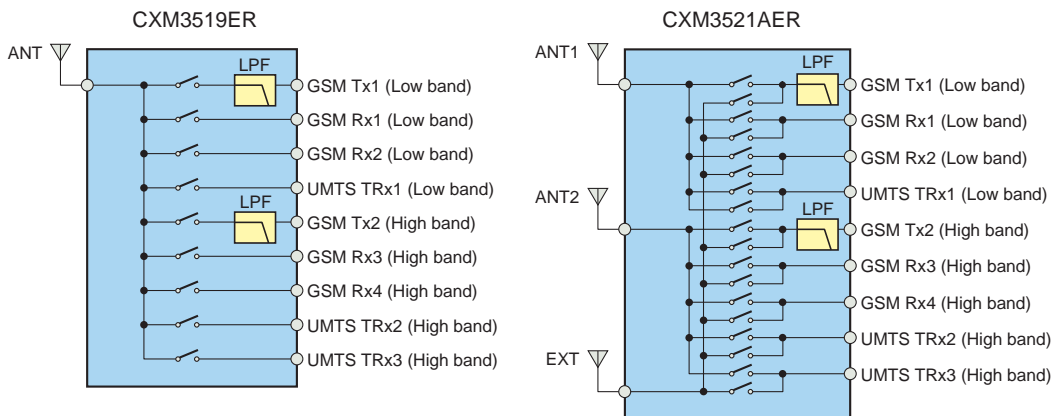 CXM3519ER
ANT
LPF
GSM Tx1 (Low band)
GSM Rx1 (Low band)
GSM Rx2 (Low band)
UMTS TRx1 (Low band)
LPF
GSM Tx2 (High band)
GSM Rx3 (High band)
GSM Rx4 (High band)
UMTS TRx2 (High band)
UMTS TRx3 (High band)
CXM3521AER
ANT1
LPF
GSM Tx1 (Low band)
GSM Rx1 (Low band)
GSM Rx2 (Low band)
UMTS TRx1 (Low band)
ANT2
LPF
GSM Tx2 (High band)
GSM Rx3 (High band)
GSM Rx4 (High band)
UMTS TRx2 (High band)
EXT
UMTS TRx3 (High band)